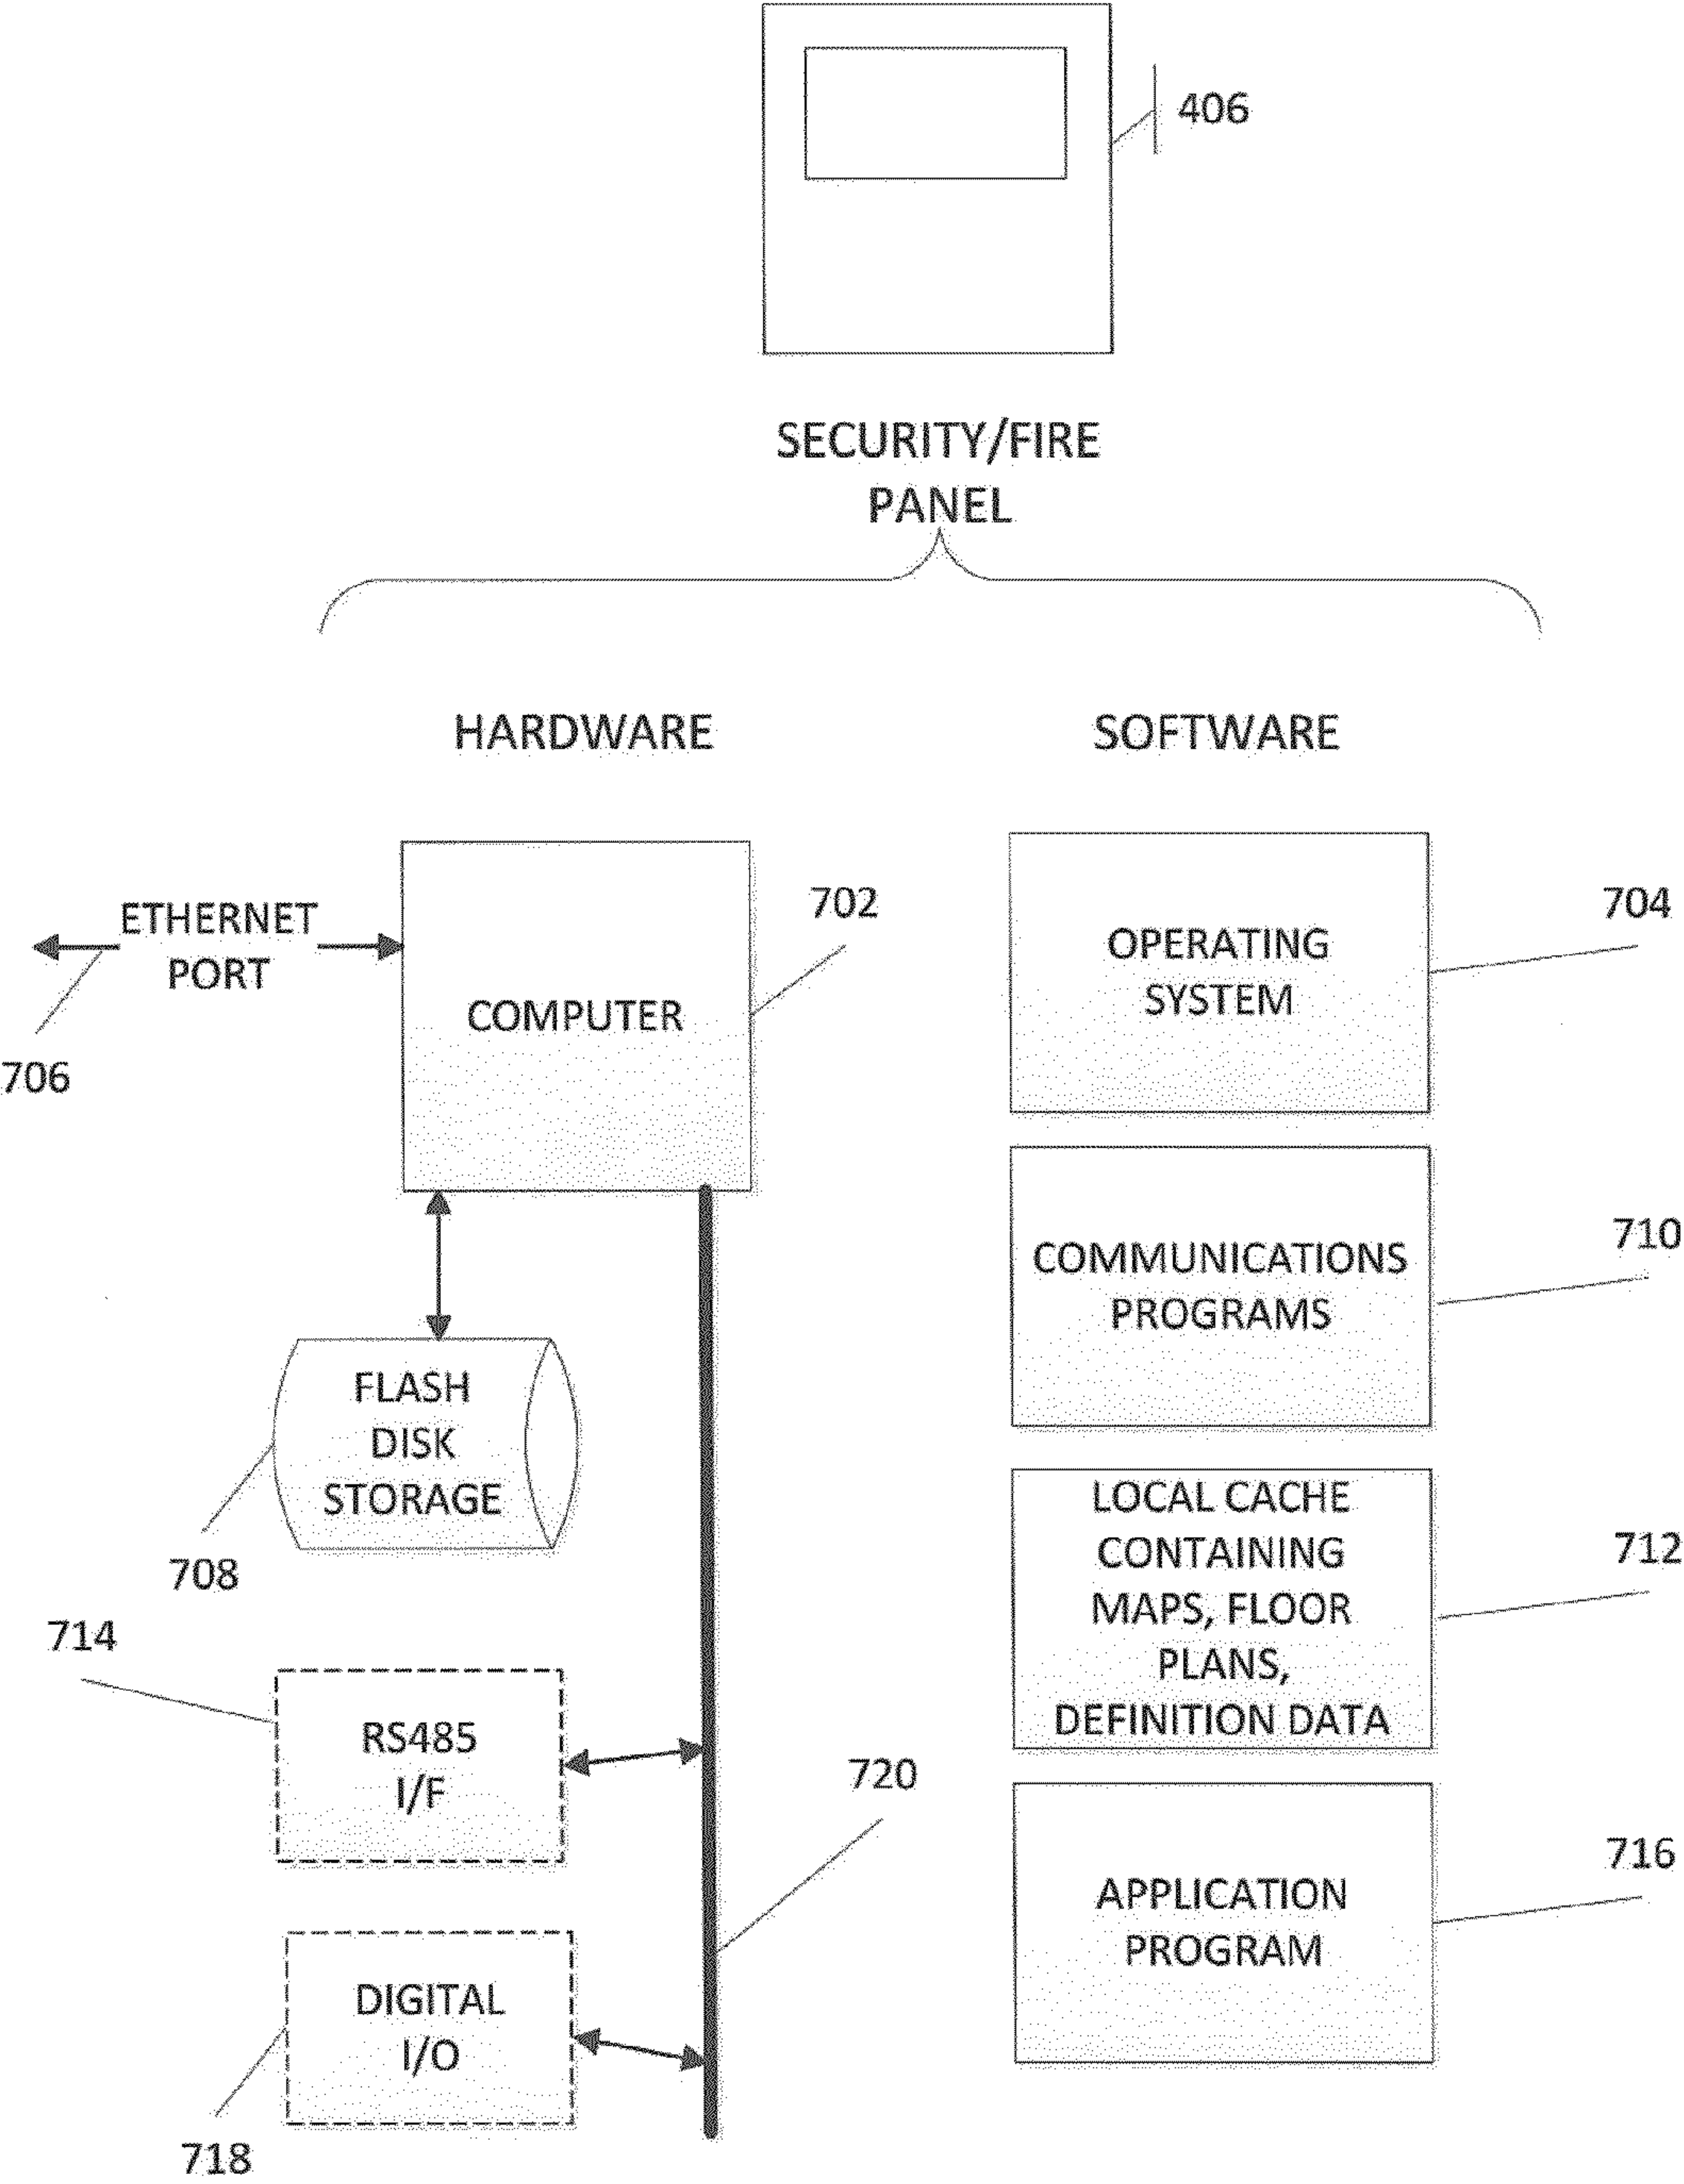 406
SECURITY/FIRE
PANEL
HARDWARE
SOFTWARE
ETHERNET
PORT
706
COMPUTER
702
OPERATING
SYSTEM
704
COMMUNICATIONS
PROGRAMS
710
FLASH
DISK
STORAGE
708
LOCAL CACHE
CONTAINING
MAPS, FLOOR
PLANS,
DEFINITION DATA
712
714
RS485
I/F
720
APPLICATION
PROGRAM
716
DIGITAL
I/O
718